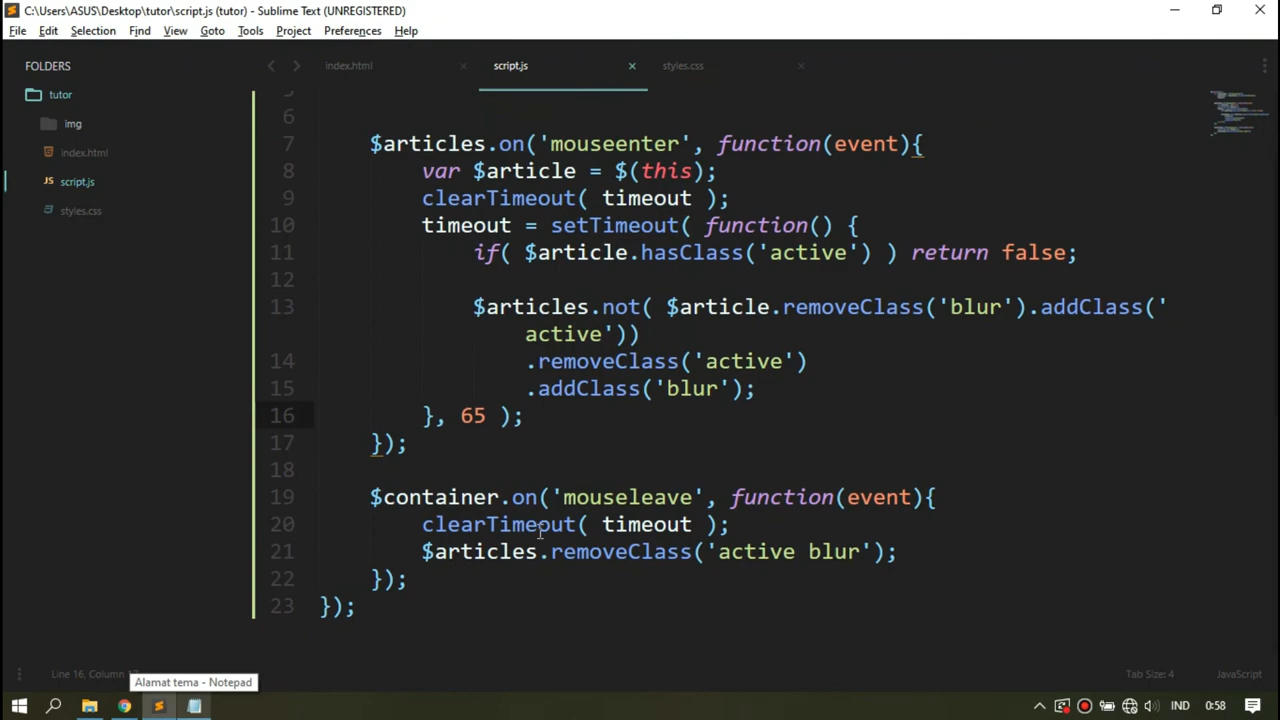 C:\Users\ASUS\Desktop\tutor\script.js (tutor) - Sublime Text (UNREGISTERED)
File Edit Selection Find View Goto Tools Project Preferences Help
FOLDERS
tutor
img
index.html
script.js
styles.css
index.html script.js styles.css
5
6
7 $articles.on('mouseenter', function(event){
8 var $article = $(this);
9 clearTimeout( timeout );
10 timeout = setTimeout( function() {
11 if( $article.hasClass('active') ) return false;
12
13 $articles.not( $article.removeClass('blur').addClass('
active'))
14 .removeClass('active')
15 .addClass('blur');
16 }, 65 );
17 });
18
19 $container.on('mouseleave', function(event){
20 clearTimeout( timeout );
21 $articles.removeClass('active blur');
22 });
23 });
Line 16, Column
Tab Size: 4 JavaScript
Alamat tema - Notepad
IND 0:58